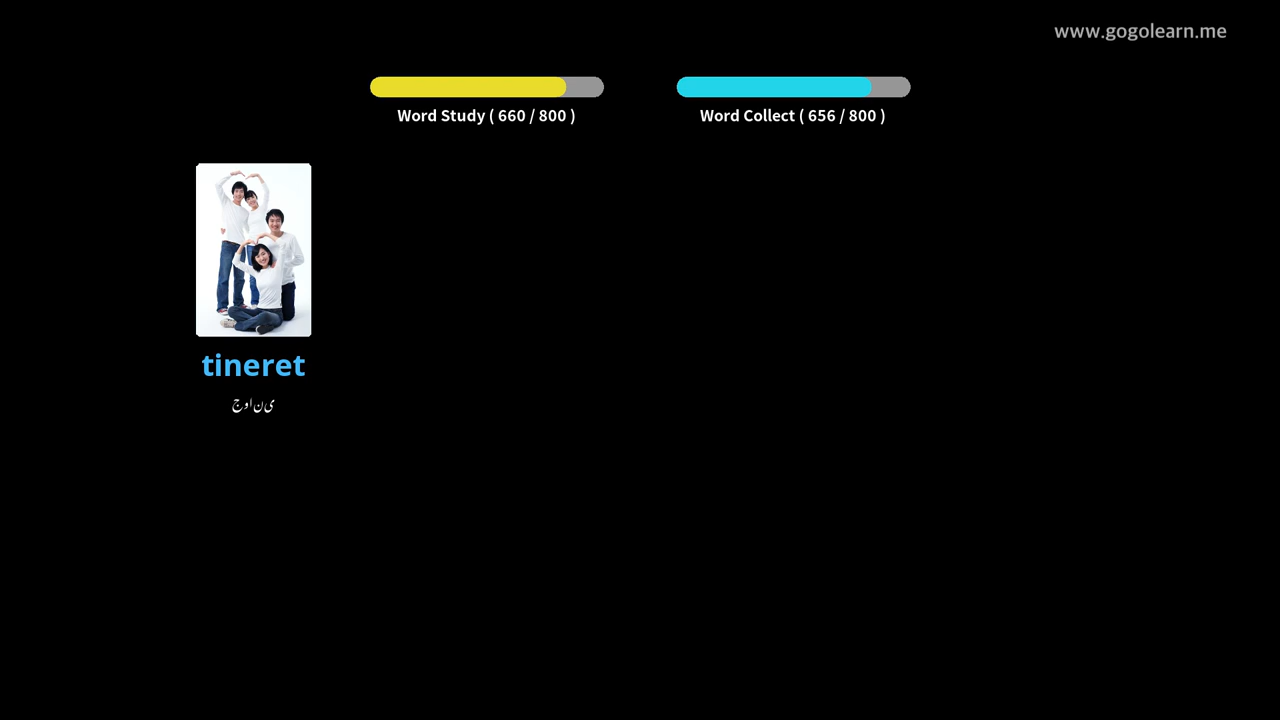 www.gogolearn.me
Word Study ( 660 / 800 )
Word Collect ( 656 / 800 )
tineret
جوانی